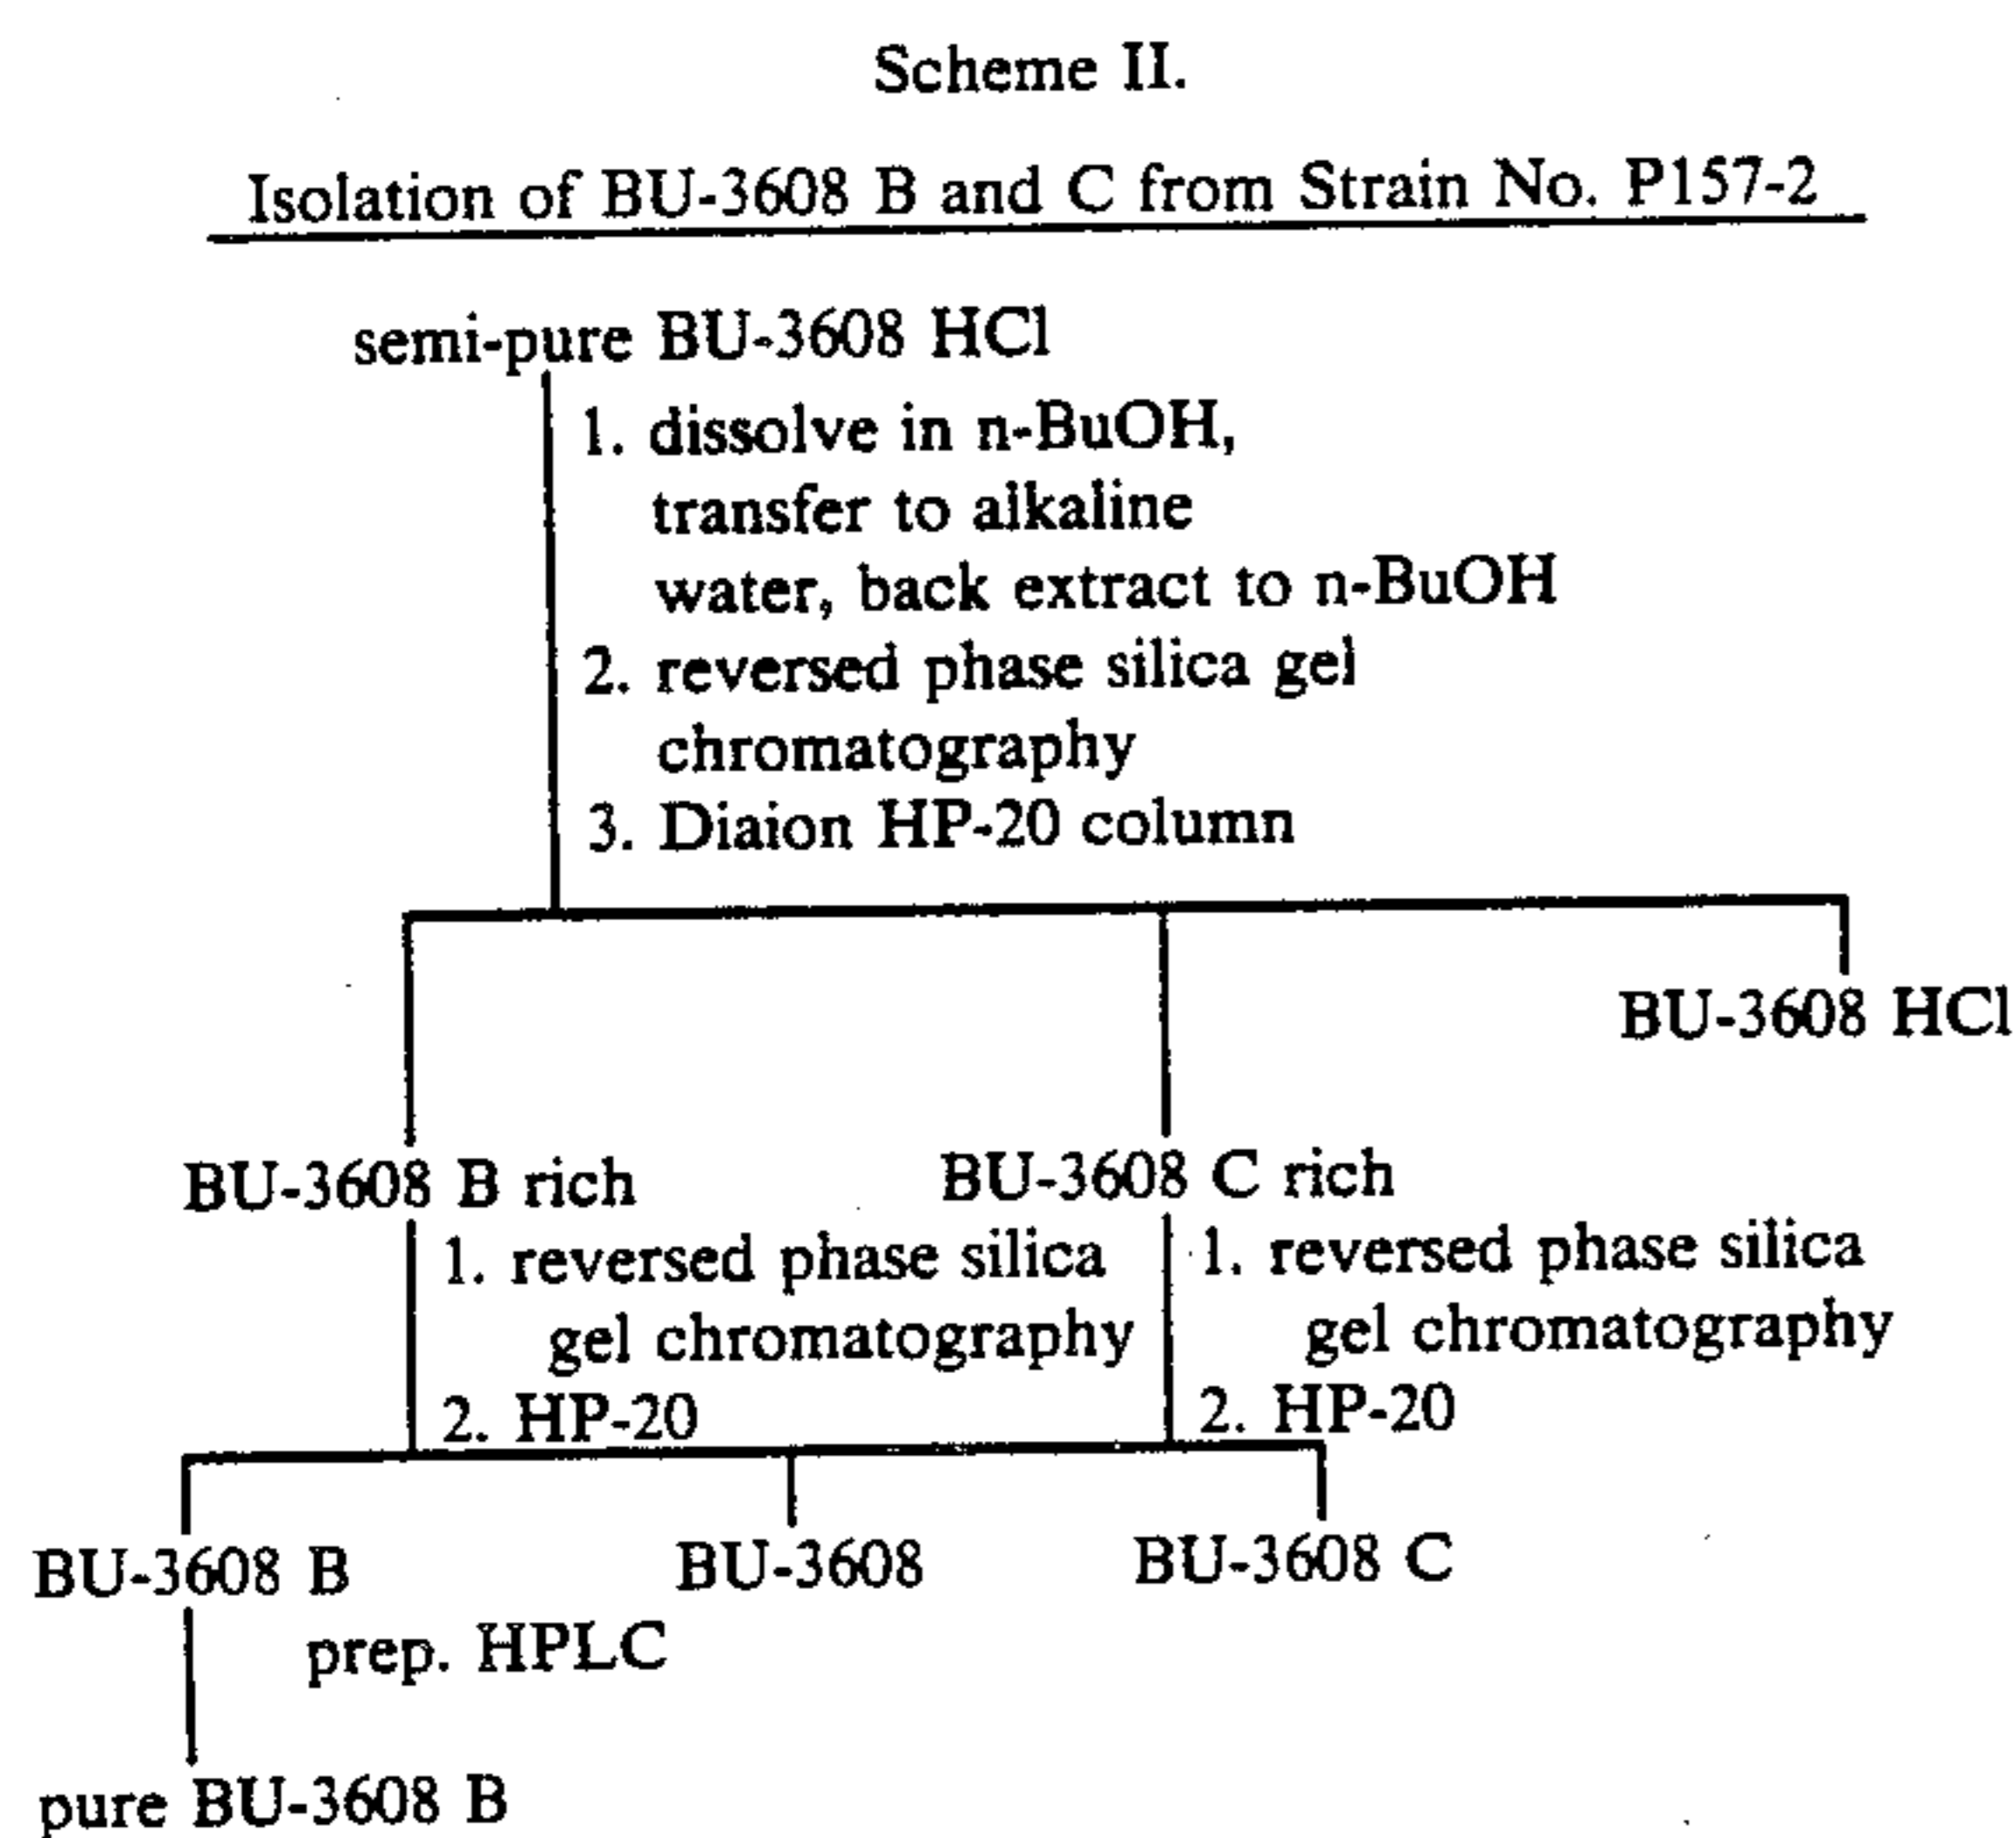 Scheme II.
Isolation of BU-3608 B and C from Strain No. P157-2
semi-pure BU-3608 HCl
1. dissolve in n-BuOH,
transfer to alkaline
water, back extract to n-BuOH
2. reversed phase silica gel
chromatography
3. Diaion HP-20 column
BU-3608 HCl
BU-3608 B rich
BU-3608 C rich
1. reversed phase silica
gel chromatography
2. HP-20
1. reversed phase silica
gel chromatography
2. HP-20
BU-3608 B
BU-3608
BU-3608 C
prep. HPLC
pure BU-3608 B